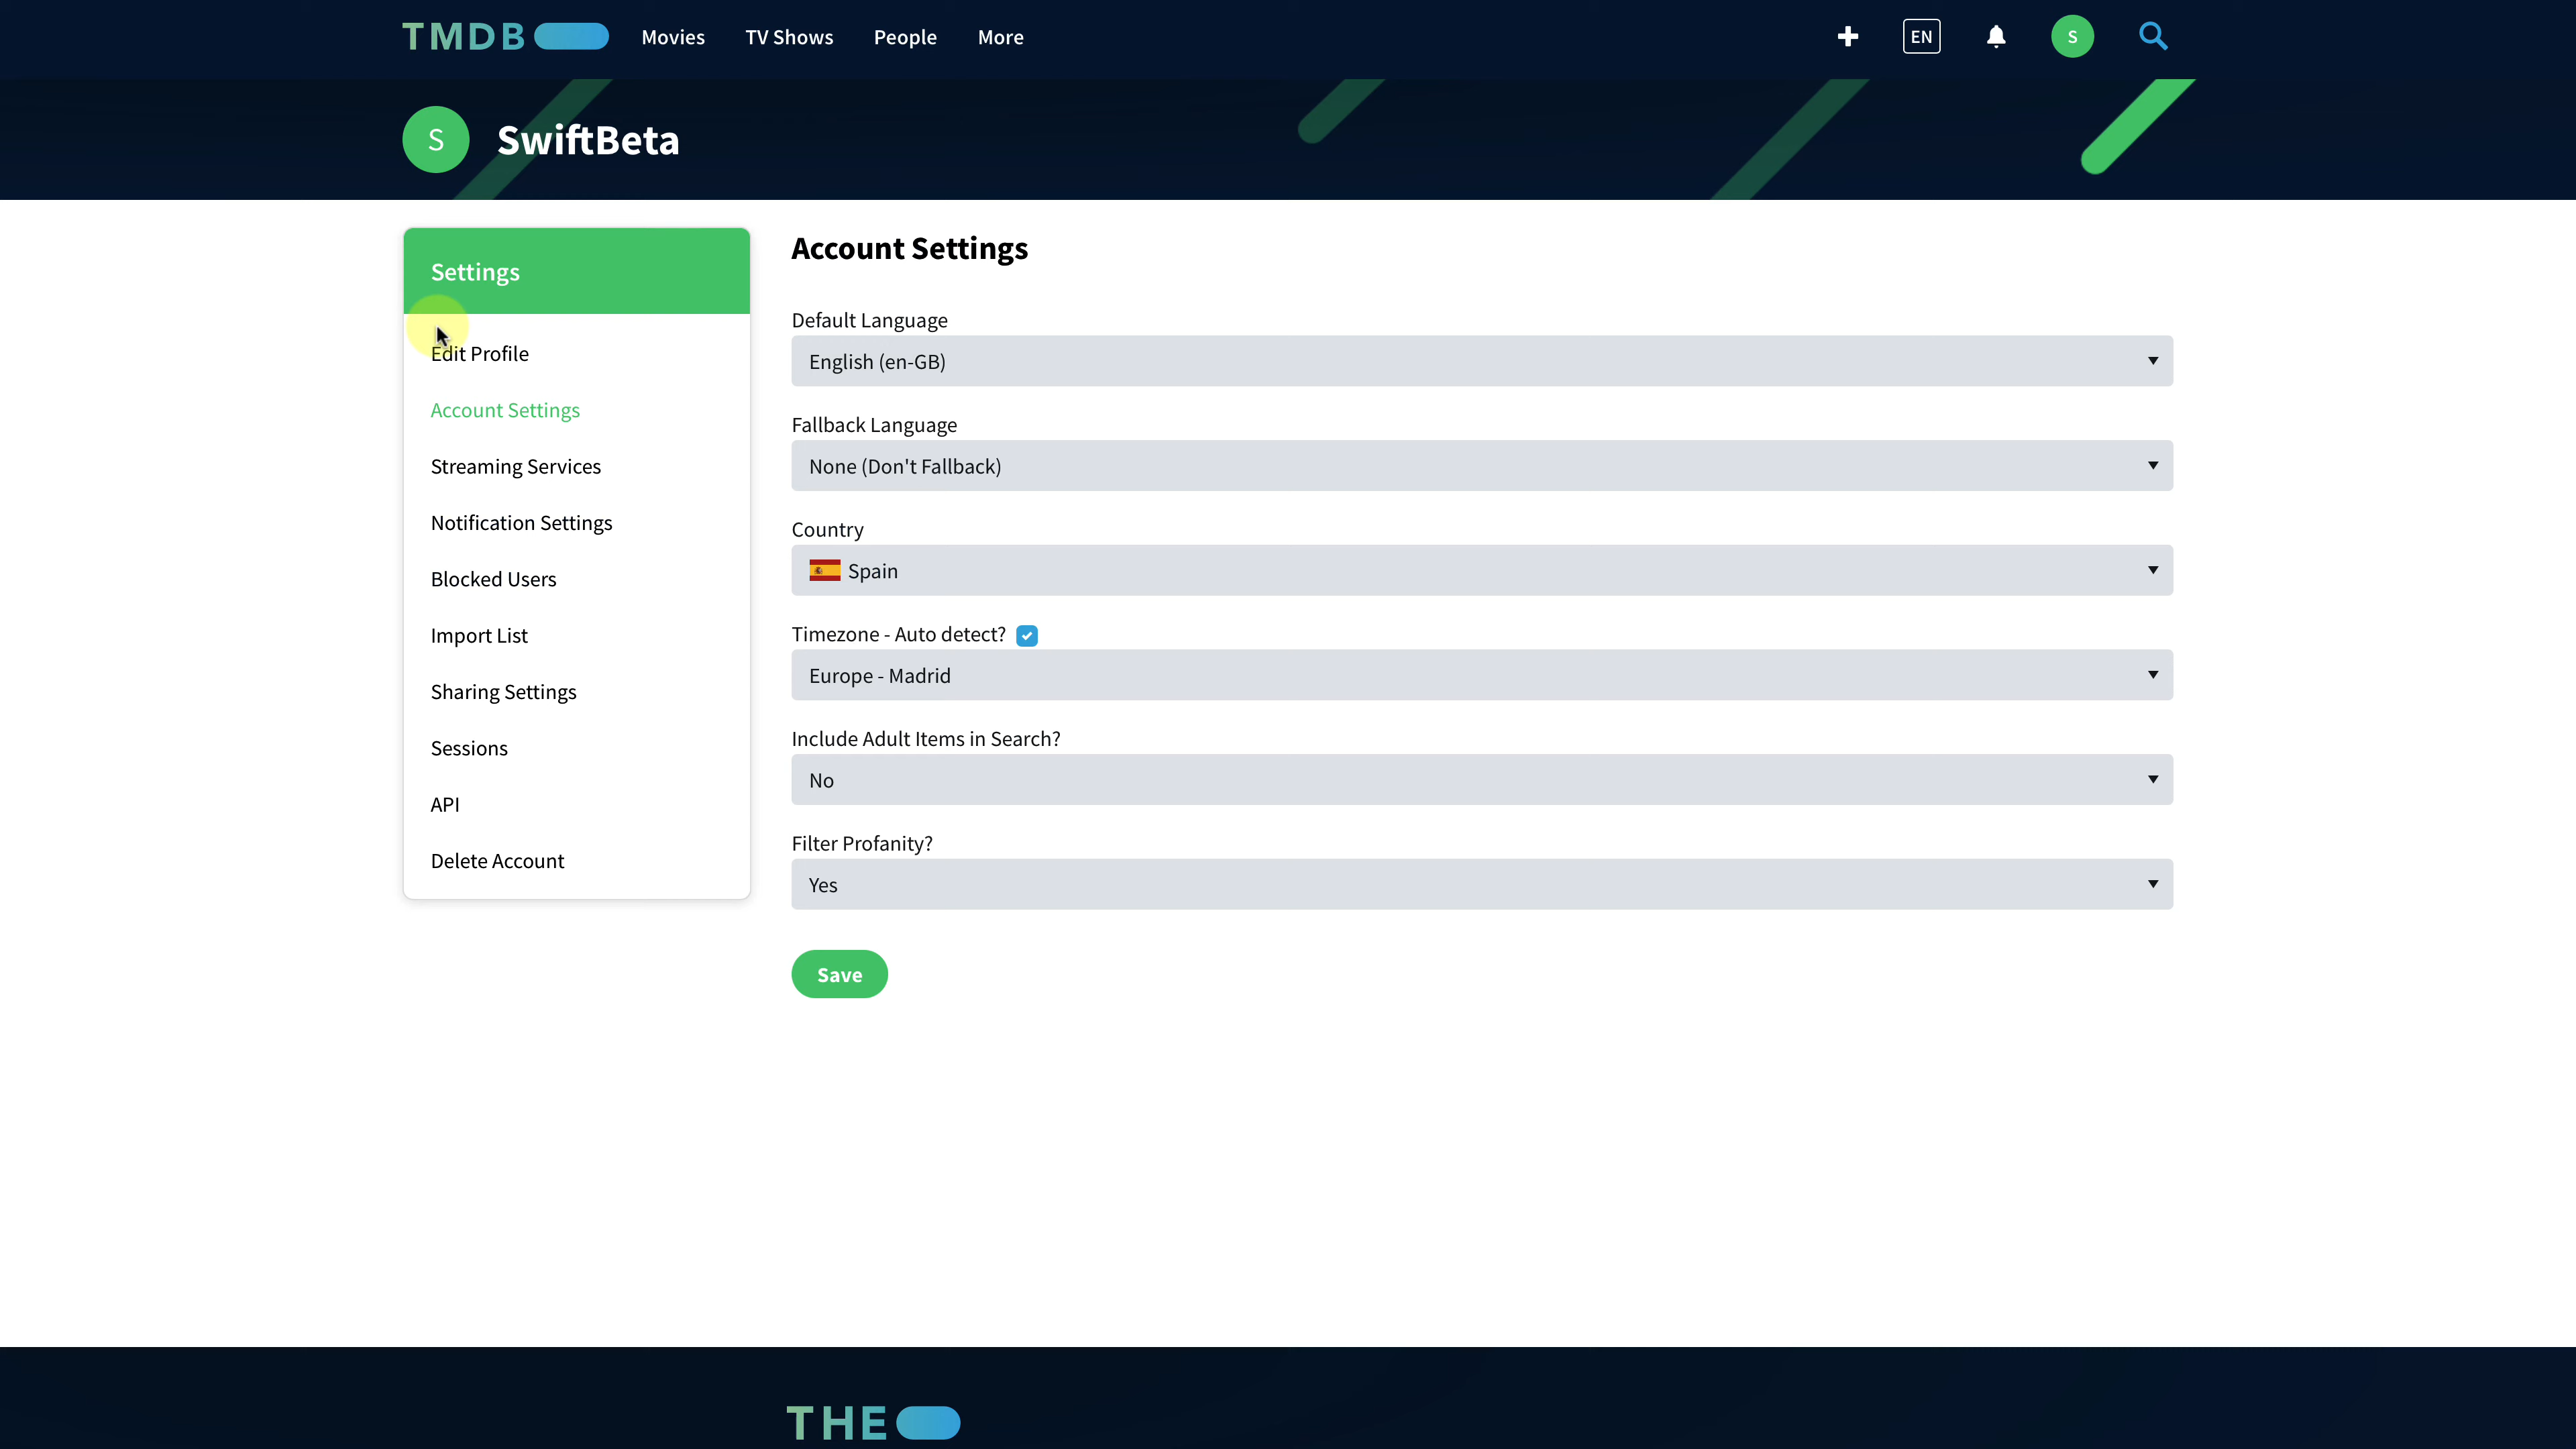 TMDB Movies TV Shows People More EN S
S SwiftBeta
Settings
Edit Profile
Account Settings
Streaming Services
Notification Settings
Blocked Users
Import List
Sharing Settings
Sessions
API
Delete Account
Account Settings
Default Language
English (en-GB)
Fallback Language
None (Don't Fallback)
Country
Spain
Timezone - Auto detect?
Europe - Madrid
Include Adult Items in Search?
No
Filter Profanity?
Yes
Save
THE